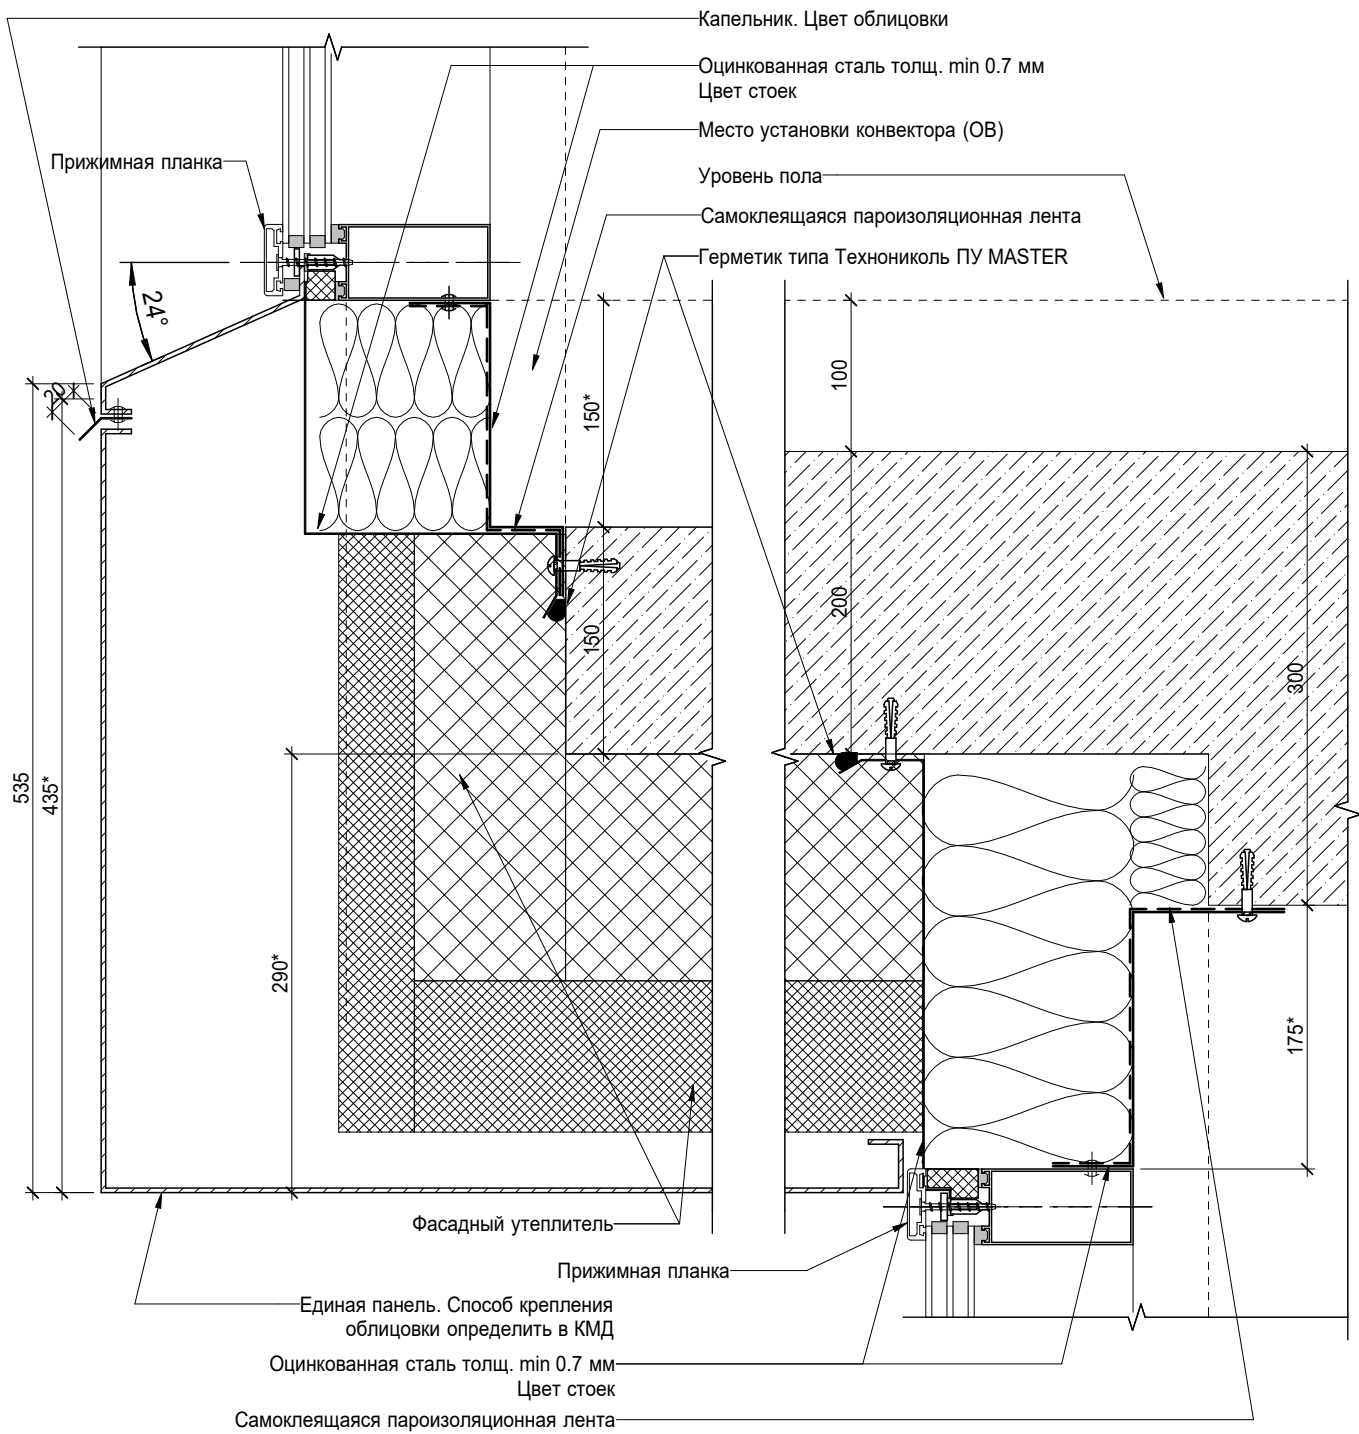 Капельник. Цвет облицовки
Оцинкованная сталь толщ. min 0.7 мм
Цвет стоек
Место установки конвектора (ОВ)
Прижимная планка
Уровень пола
Самоклеящаяся пароизоляционная лента
Герметик типа Технониколь ПУ MASTER
24°
20
100
150*
200
150
300
535
435*
290*
175*
Фасадный утеплитель
Прижимная планка
Единая панель. Способ крепления
облицовки определить в КМД
Оцинкованная сталь толщ. min 0.7 мм
Цвет стоек
Самоклеящаяся пароизоляционная лента